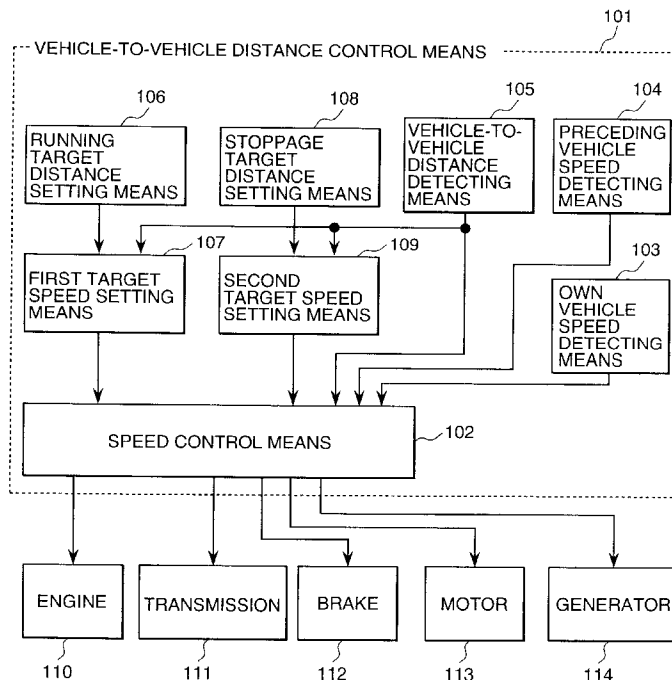 101
VEHICLE-TO-VEHICLE DISTANCE CONTROL MEANS
106
108
105
104
RUNNING
TARGET
DISTANCE
SETTING MEANS
STOPPAGE
TARGET
DISTANCE
SETTING MEANS
VEHICLE-TO-
VEHICLE
DISTANCE
DETECTING
MEANS
PRECEDING
VEHICLE
SPEED
DETECTING
MEANS
107
109
103
FIRST TARGET
SPEED SETTING
MEANS
SECOND
TARGET SPEED
SETTING MEANS
OWN
VEHICLE
SPEED
DETECTING
MEANS
SPEED CONTROL MEANS
102
ENGINE
TRANSMISSION
BRAKE
MOTOR
GENERATOR
110
111
112
113
114